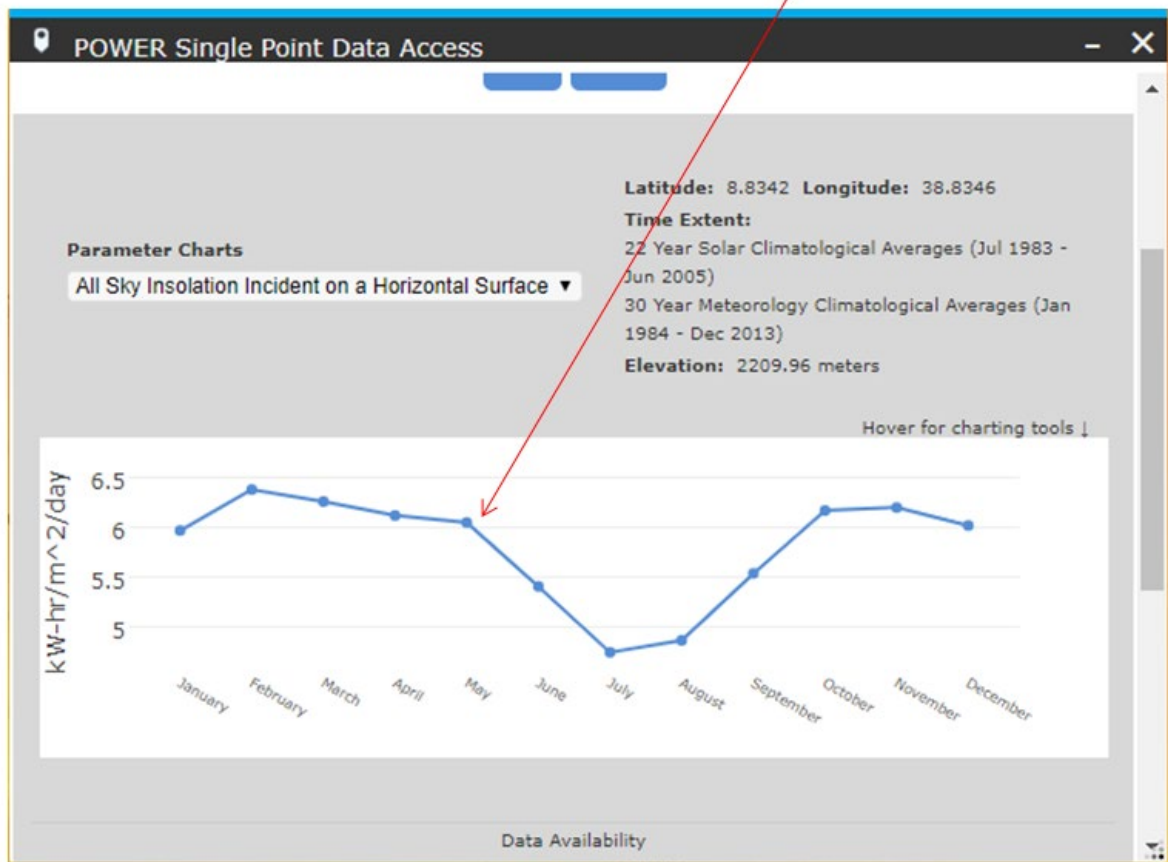 POWER Single Point Data Access
Latitude: 8.8342 Longitude: 38.8346
Time Extent:
22 Year Solar Climatological Averages (Jul 1983 -
Jun 2005)
30 Year Meteorology Climatological Averages (Jan
1984 - Dec 2013)
Elevation: 2209.96 meters
Parameter Charts
All Sky Insolation Incident on a Horizontal Surface ▼
Hover for charting tools ↓
kW-hr/m^2/day
6.5
6
5.5
5
January
February
March
April
May
June
July
August
September
October
November
December
Data Availability